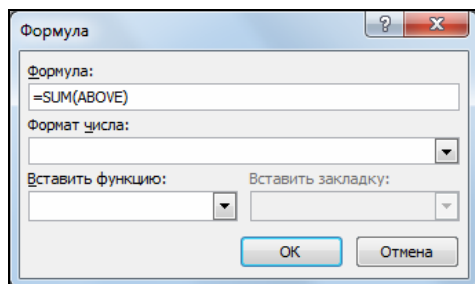 Формула
Формула:
=SUM(ABOVE)
Формат числа:
Вставить функцию: Вставить закладку:
ОК Отмена